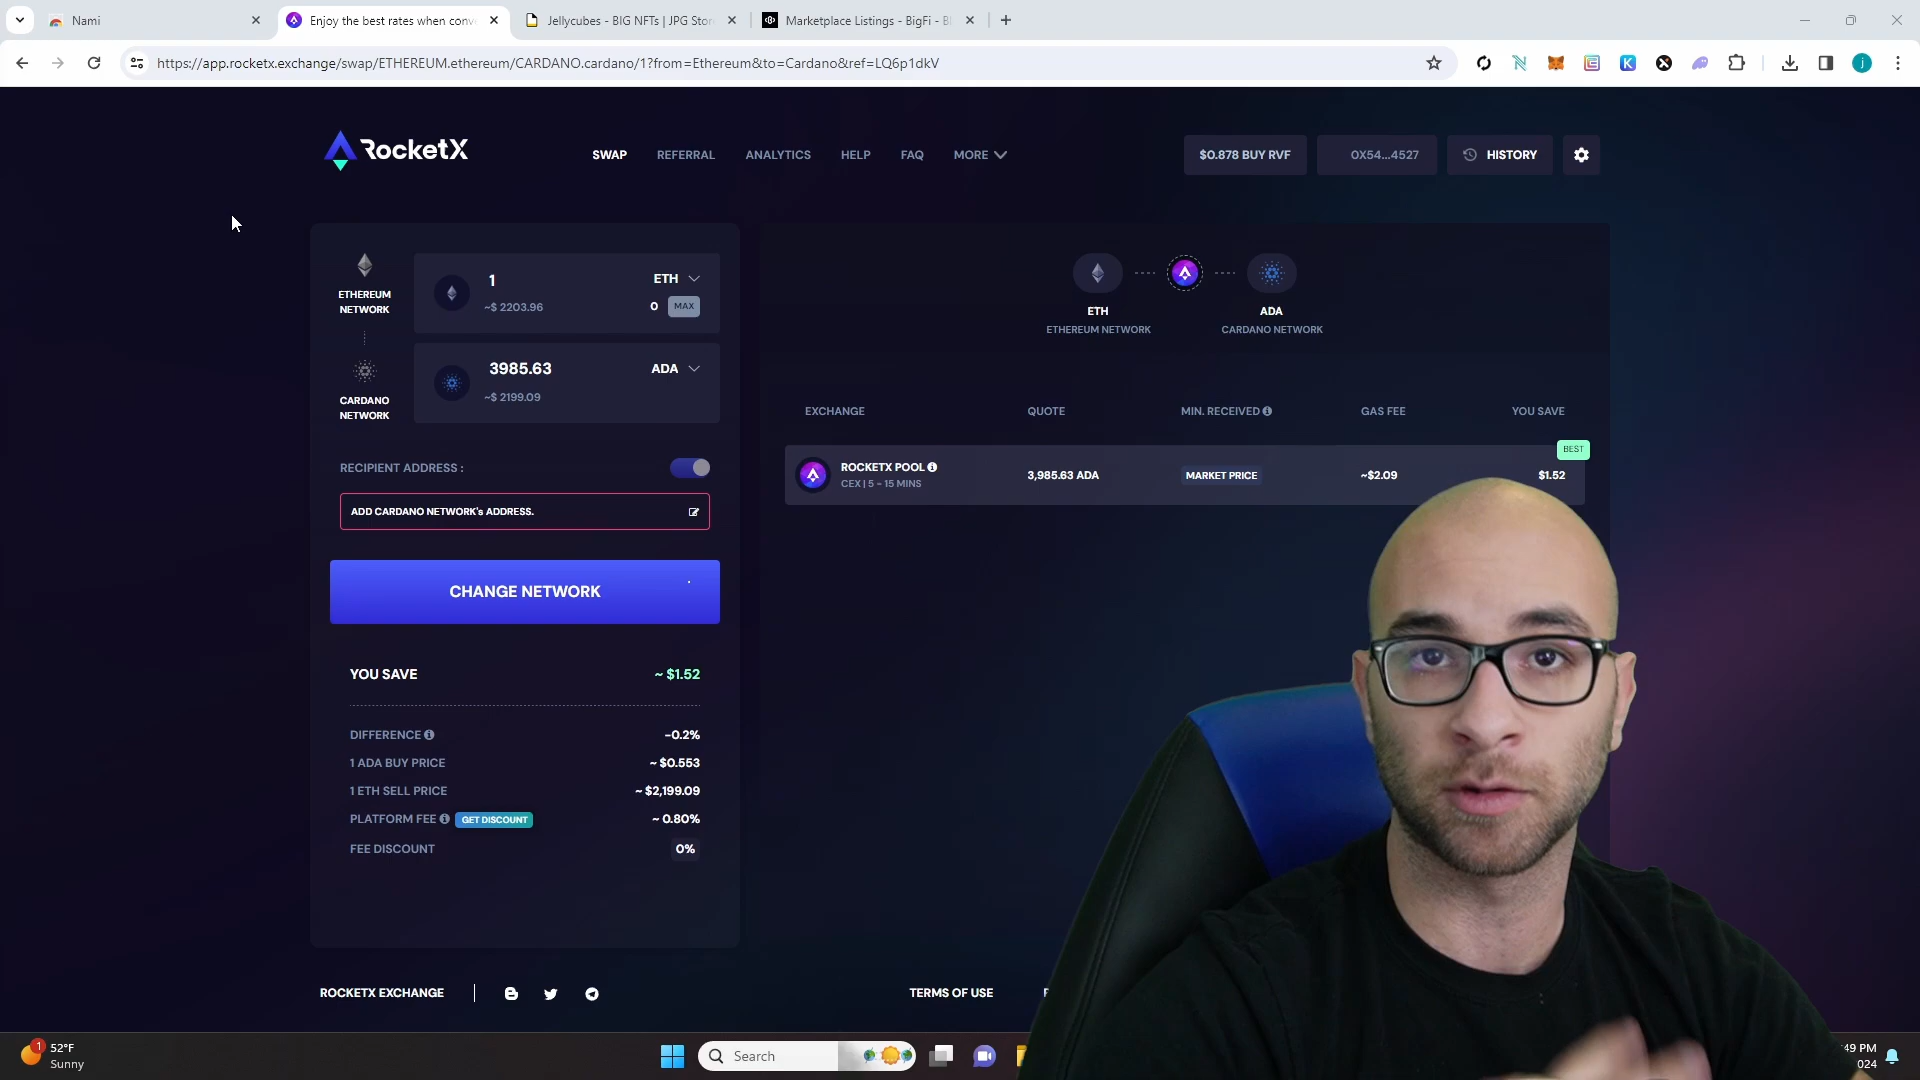 Nami
Enjoy the best rates when conv
Jellycubes - BIG NFTs | JPG Stor
Marketplace Listings - BigFi - B
https://app.rocketx.exchange/swap/ETHEREUM.ethereum/CARDANO.cardano/1?from=Ethereum&to=Cardano&ref=LQ6p1dkV
RocketX
SWAP
REFERRAL
ANALYTICS
HELP
FAQ
MORE
$0.878 BUY RVF
0X54...4527
HISTORY
ETHEREUM
NETWORK
1
ETH
~$ 2203.96
0
MAX
CARDANO
NETWORK
3985.63
ADA
~$ 2199.09
RECIPIENT ADDRESS :
ADD CARDANO NETWORK's ADDRESS.
CHANGE NETWORK
YOU SAVE
~ $1.52
DIFFERENCE
-0.2%
1 ADA BUY PRICE
~ $0.553
1 ETH SELL PRICE
~ $2,199.09
PLATFORM FEE
GET DISCOUNT
~ 0.80%
FEE DISCOUNT
0%
ETH
ETHEREUM NETWORK
ADA
CARDANO NETWORK
EXCHANGE
QUOTE
MIN. RECEIVED
GAS FEE
YOU SAVE
BEST
ROCKETX POOL
CEX | 5 - 15 MINS
3,985.63 ADA
MARKET PRICE
~$2.09
$1.52
ROCKETX EXCHANGE
TERMS OF USE
1
52°F
Sunny
Search
:49 PM
024